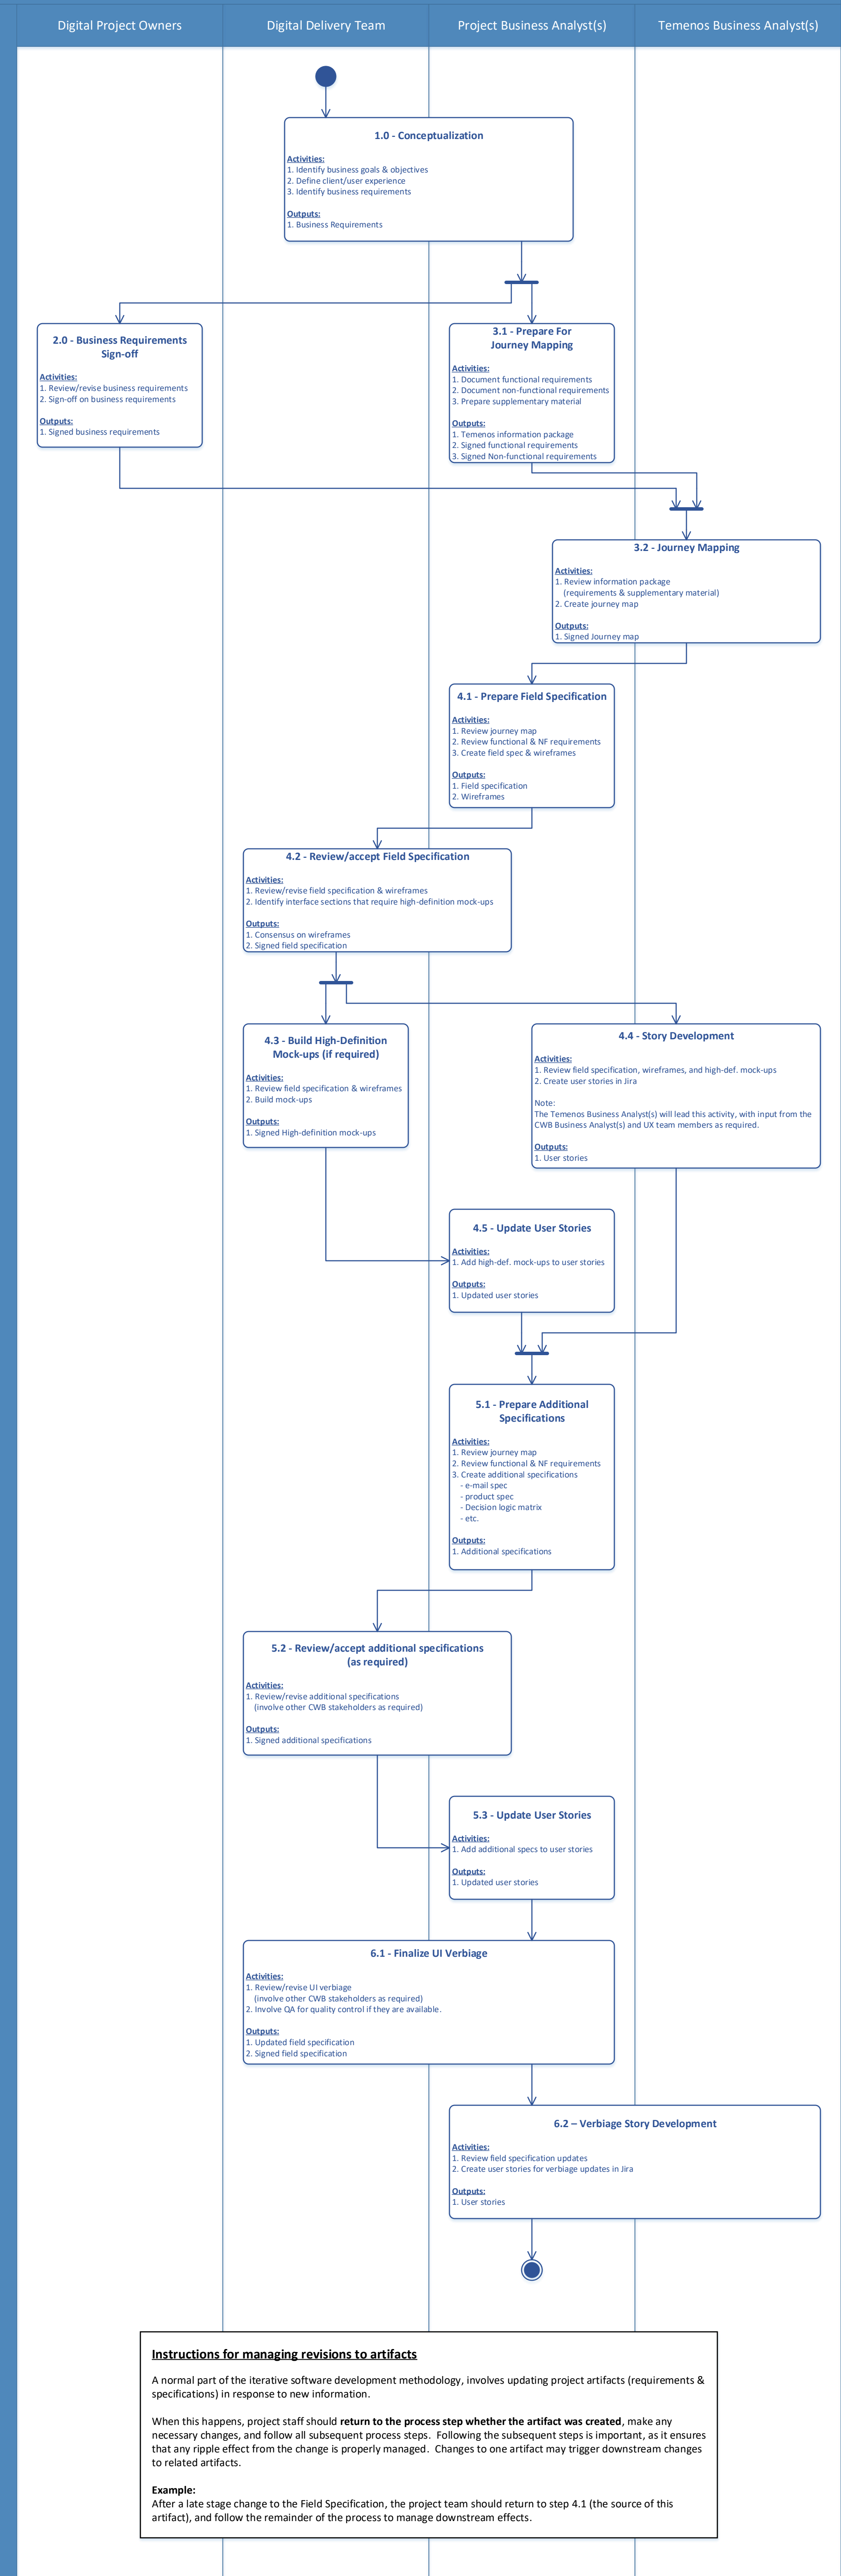 Digital Project Owners
Digital Delivery Team
Project Business Analyst(s)
Temenos Business Analyst(s)
1.0 - Conceptualization
Activities:
1. Identify business goals & objectives
2. Define client/user experience
3. Identify business requirements
Outputs:
1. Business Requirements
2.0 - Business Requirements
Sign-off
Activities:
1. Review/revise business requirements
2. Sign-off on business requirements
Outputs:
1. Signed business requirements
3.1 - Prepare For
Journey Mapping
Activities:
1. Document functional requirements
2. Document non-functional requirements
3. Prepare supplementary material
Outputs:
1. Temenos information package
2. Signed functional requirements
3. Signed Non-functional requirements
3.2 - Journey Mapping
Activities:
1. Review information package
(requirements & supplementary material)
2. Create journey map
Outputs:
1. Signed Journey map
4.1 - Prepare Field Specification
Activities:
1. Review journey map
2. Review functional & NF requirements
3. Create field spec & wireframes
Outputs:
1. Field specification
2. Wireframes
4.2 - Review/accept Field Specification
Activities:
1. Review/revise field specification & wireframes
2. Identify interface sections that require high-definition mock-ups
Outputs:
1. Consensus on wireframes
2. Signed field specification
4.3 - Build High-Definition
Mock-ups (if required)
Activities:
1. Review field specification & wireframes
2. Build mock-ups
Outputs:
1. Signed High-definition mock-ups
4.4 - Story Development
Activities:
1. Review field specification, wireframes, and high-def. mock-ups
2. Create user stories in Jira
Note:
The Temenos Business Analyst(s) will lead this activity, with input from the
CWB Business Analyst(s) and UX team members as required.
Outputs:
1. User stories
4.5 - Update User Stories
Activities:
1. Add high-def. mock-ups to user stories
Outputs:
1. Updated user stories
5.1 - Prepare Additional
Specifications
Activities:
1. Review journey map
2. Review functional & NF requirements
3. Create additional specifications
- e-mail spec
- product spec
- Decision logic matrix
- etc.
Outputs:
1. Additional specifications
5.2 - Review/accept additional specifications
(as required)
Activities:
1. Review/revise additional specifications
(involve other CWB stakeholders as required)
Outputs:
1. Signed additional specifications
5.3 - Update User Stories
Activities:
1. Add additional specs to user stories
Outputs:
1. Updated user stories
6.1 - Finalize UI Verbiage
Activities:
1. Review/revise UI verbiage
(involve other CWB stakeholders as required)
2. Involve QA for quality control if they are available.
Outputs:
1. Updated field specification
2. Signed field specification
6.2 – Verbiage Story Development
Activities:
1. Review field specification updates
2. Create user stories for verbiage updates in Jira
Outputs:
1. User stories
Instructions for managing revisions to artifacts
A normal part of the iterative software development methodology, involves updating project artifacts (requirements &
specifications) in response to new information.
When this happens, project staff should return to the process step whether the artifact was created, make any
necessary changes, and follow all subsequent process steps. Following the subsequent steps is important, as it ensures
that any ripple effect from the change is properly managed. Changes to one artifact may trigger downstream changes
to related artifacts.
Example:
After a late stage change to the Field Specification, the project team should return to step 4.1 (the source of this
artifact), and follow the remainder of the process to manage downstream effects.